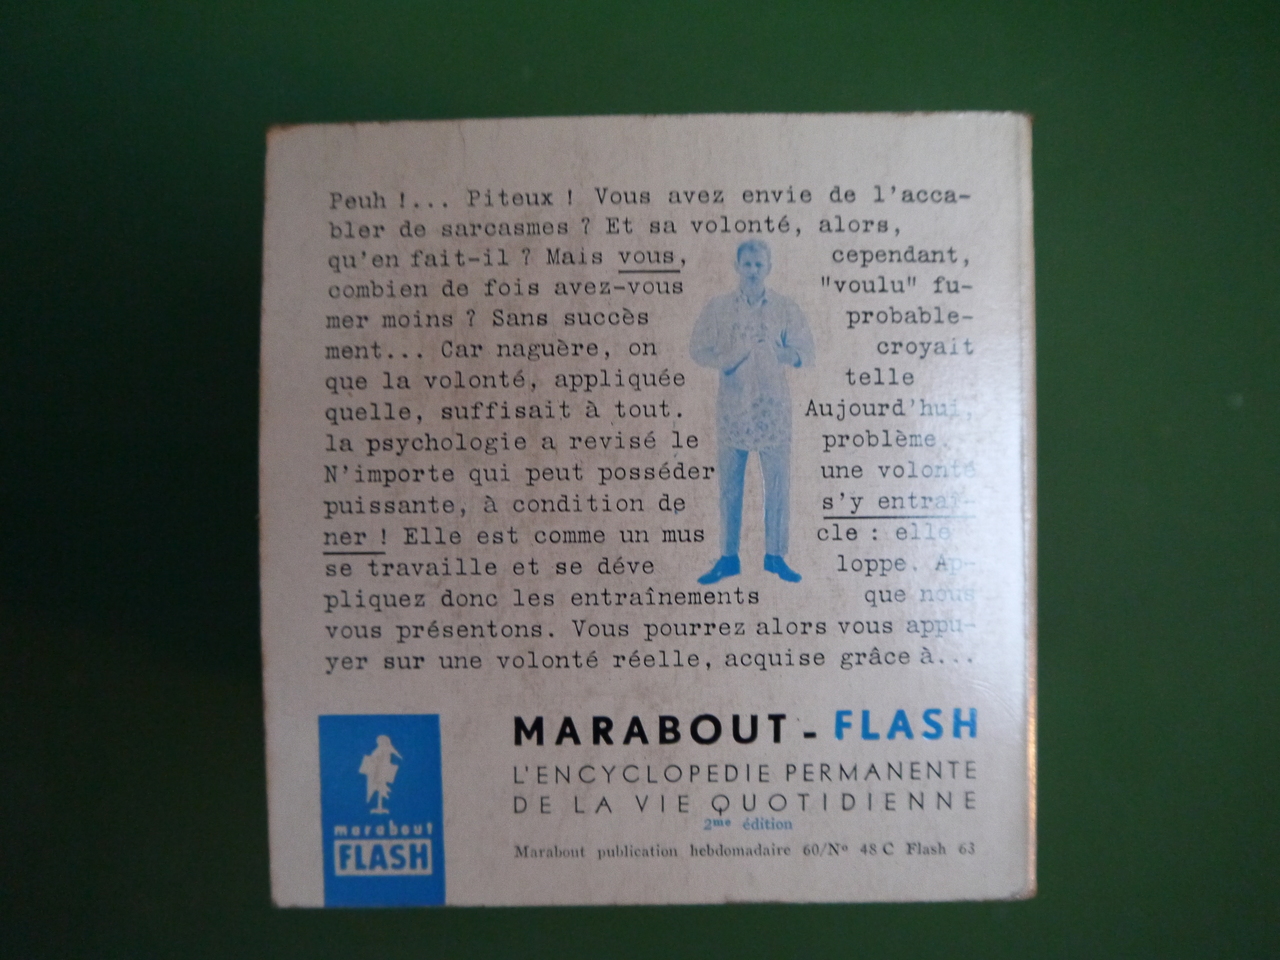 Peuh !... Piteux ! Vous avez envie de l'acca-
bler de sarcasmes ? Et sa volonté, alors,
qu'en fait-il ? Mais vous, cependant,
combien de fois avez-vous "voulu" fu-
mer moins ? Sans succès probable-
ment... Car naguère, on croyait
que la volonté, appliquée telle
quelle, suffisait à tout. Aujourd'hui,
la psychologie a revisé le problème.
N'importe qui peut posséder une volonté
puissante, à condition de s'y entraî-
ner ! Elle est comme un mus cle : elle
se travaille et se déve loppe. Ap-
pliquez donc les entraînements que nous
vous présentons. Vous pourrez alors vous appu-
yer sur une volonté réelle, acquise grâce à...
MARABOUT - FLASH
L'ENCYCLOPEDIE PERMANENTE
DE LA VIE QUOTIDIENNE
2me édition
Marabout publication hebdomadaire 60/No 48 C Flash 63
marabout
FLASH